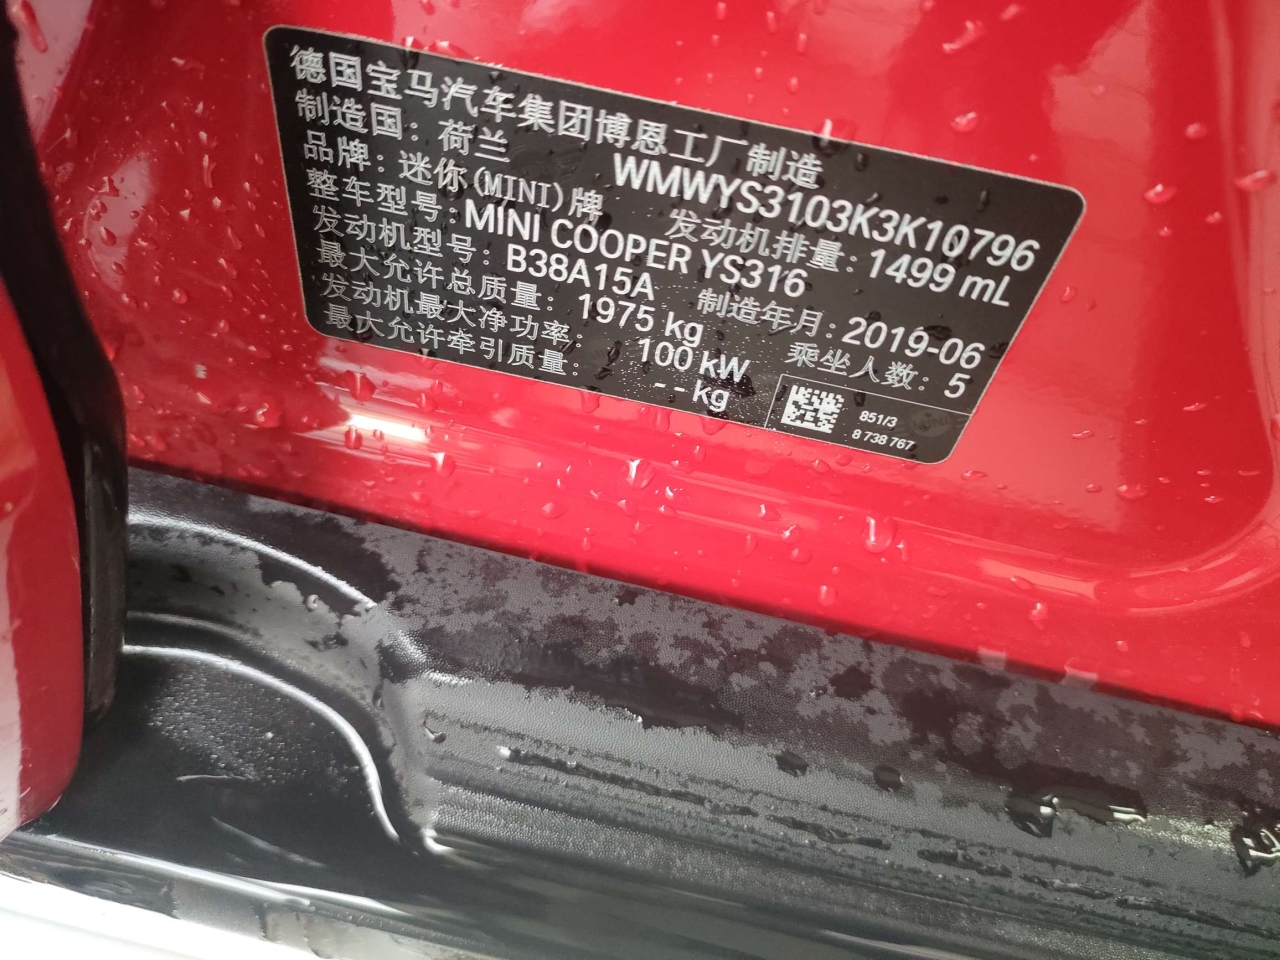 德国宝马汽车集团博恩工厂制造
制造国：荷兰 WMWYS3103K3K10796
品牌：迷你(MINI)牌 发动机排量：1499 mL
整车型号：MINI COOPER YS316
发动机型号：B38A15A 制造年月：2019-06
最大允许总质量：1975 kg 乘坐人数：5
发动机最大净功率：100 kW
最大允许牵引质量：-- kg
851/3
8 738 767